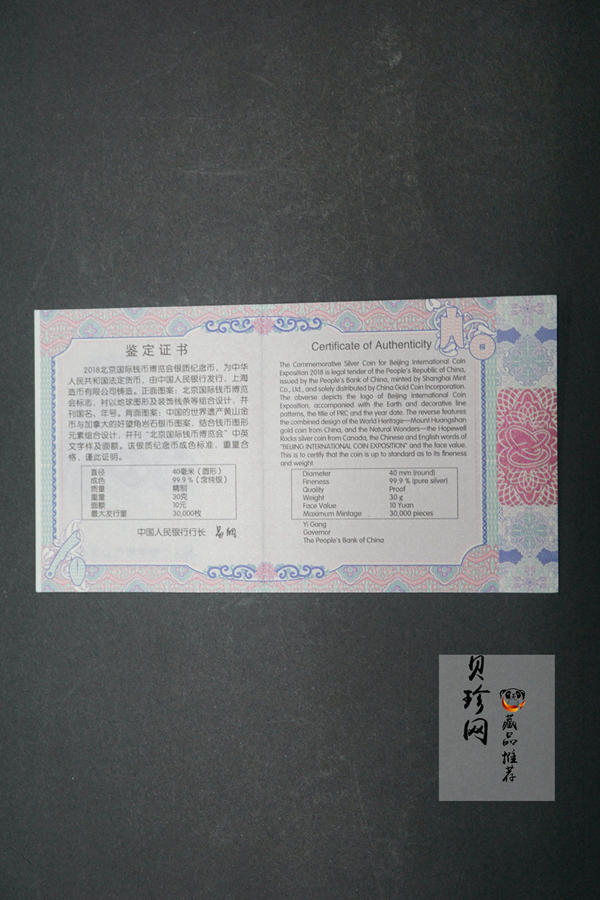 鉴定证书
2018北京国际钱币博览会银质纪念币，为中华
人民共和国法定货币，由中国人民银行发行，上海
造币有限公司铸造。正面图案：北京国际钱币博览
会标志，衬以地球图形及装饰线条等组合设计，并
刊国名、年号。背面图案：中国的世界遗产黄山金
币与加拿大的好望角岩石银币图案，结合钱币图形
元素组合设计，并刊“北京国际钱币博览会”中英
文字样及面额。该银质纪念币成色标准，重量合
格，谨此证明。
直径 40毫米（圆形）
成色 99.9％（含纯银）
质量 精制
重量 30克
面额 10元
最大发行量 30,000枚
中国人民银行行长
Certificate of Authenticity
The Commemorative Silver Coin for Beijing International Coin
Exposition 2018 is legal tender of the People's Republic of China,
issued by the People's Bank of China, minted by Shanghai Mint
Co., Ltd., and solely distributed by China Gold Coin Incorporation.
The obverse depicts the logo of Beijing International Coin
Exposition, accompanied with the Earth and decorative line
patterns, the title of PRC and the year date. The reverse features
the combined design of the World Heritage—Mount Huangshan
gold coin from China, and the Natural Wonders—the Hopewell
Rocks silver coin from Canada, the Chinese and English words of
"BEIJING INTERNATIONAL COIN EXPOSITION" and the face value.
This is to certify that the coin is up to standard as to its fineness
and weight.
Diameter 40 mm (round)
Fineness 99.9 % (pure silver)
Quality Proof
Weight 30 g
Face Value 10 Yuan
Maximum Mintage 30,000 pieces
Yi Gang
Governor
The People's Bank of China
贝珍网
藏品推荐